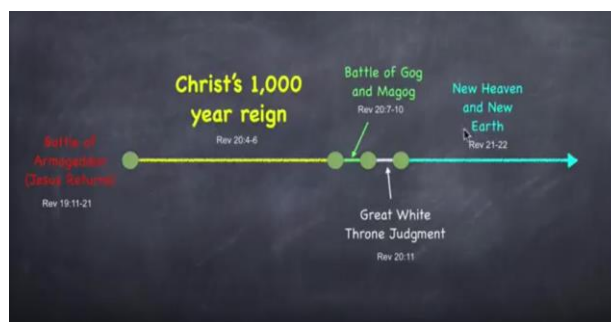 Battle of
Armageddon
(Jesus Returns)
Rev 19:11-21
Christ's 1,000
year reign
Rev 20:4-6
Battle of Gog
and Magog
Rev 20:7-10
Great White
Throne Judgment
Rev 20:11
New Heaven
and New
Earth
Rev 21-22